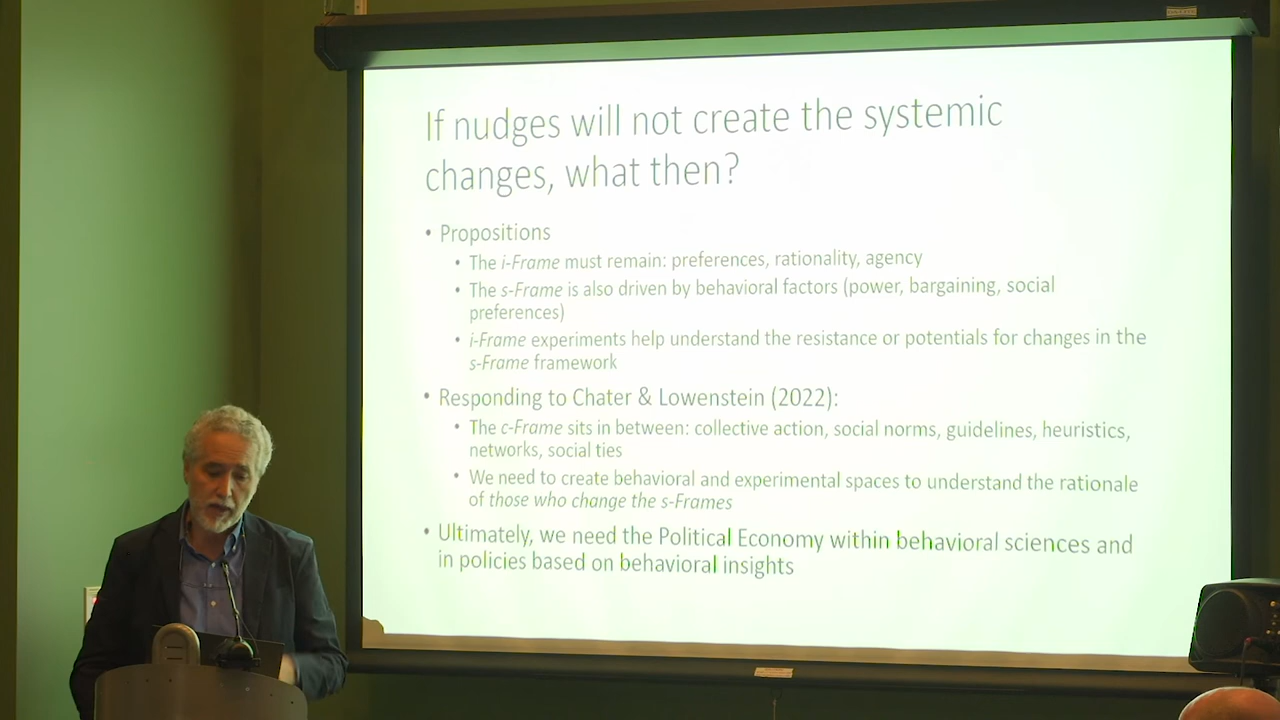 If nudges will not create the systemic
changes, what then?
• Propositions
• The i-Frame must remain: preferences, rationality, agency
• The s-Frame is also driven by behavioral factors (power, bargaining, social
preferences)
• i-Frame experiments help understand the resistance or potentials for changes in the
s-Frame framework
• Responding to Chater & Lowenstein (2022):
• The c-Frame sits in between: collective action, social norms, guidelines, heuristics,
networks, social ties
• We need to create behavioral and experimental spaces to understand the rationale
of those who change the s-Frames
• Ultimately, we need the Political Economy within behavioral sciences and
in policies based on behavioral insights